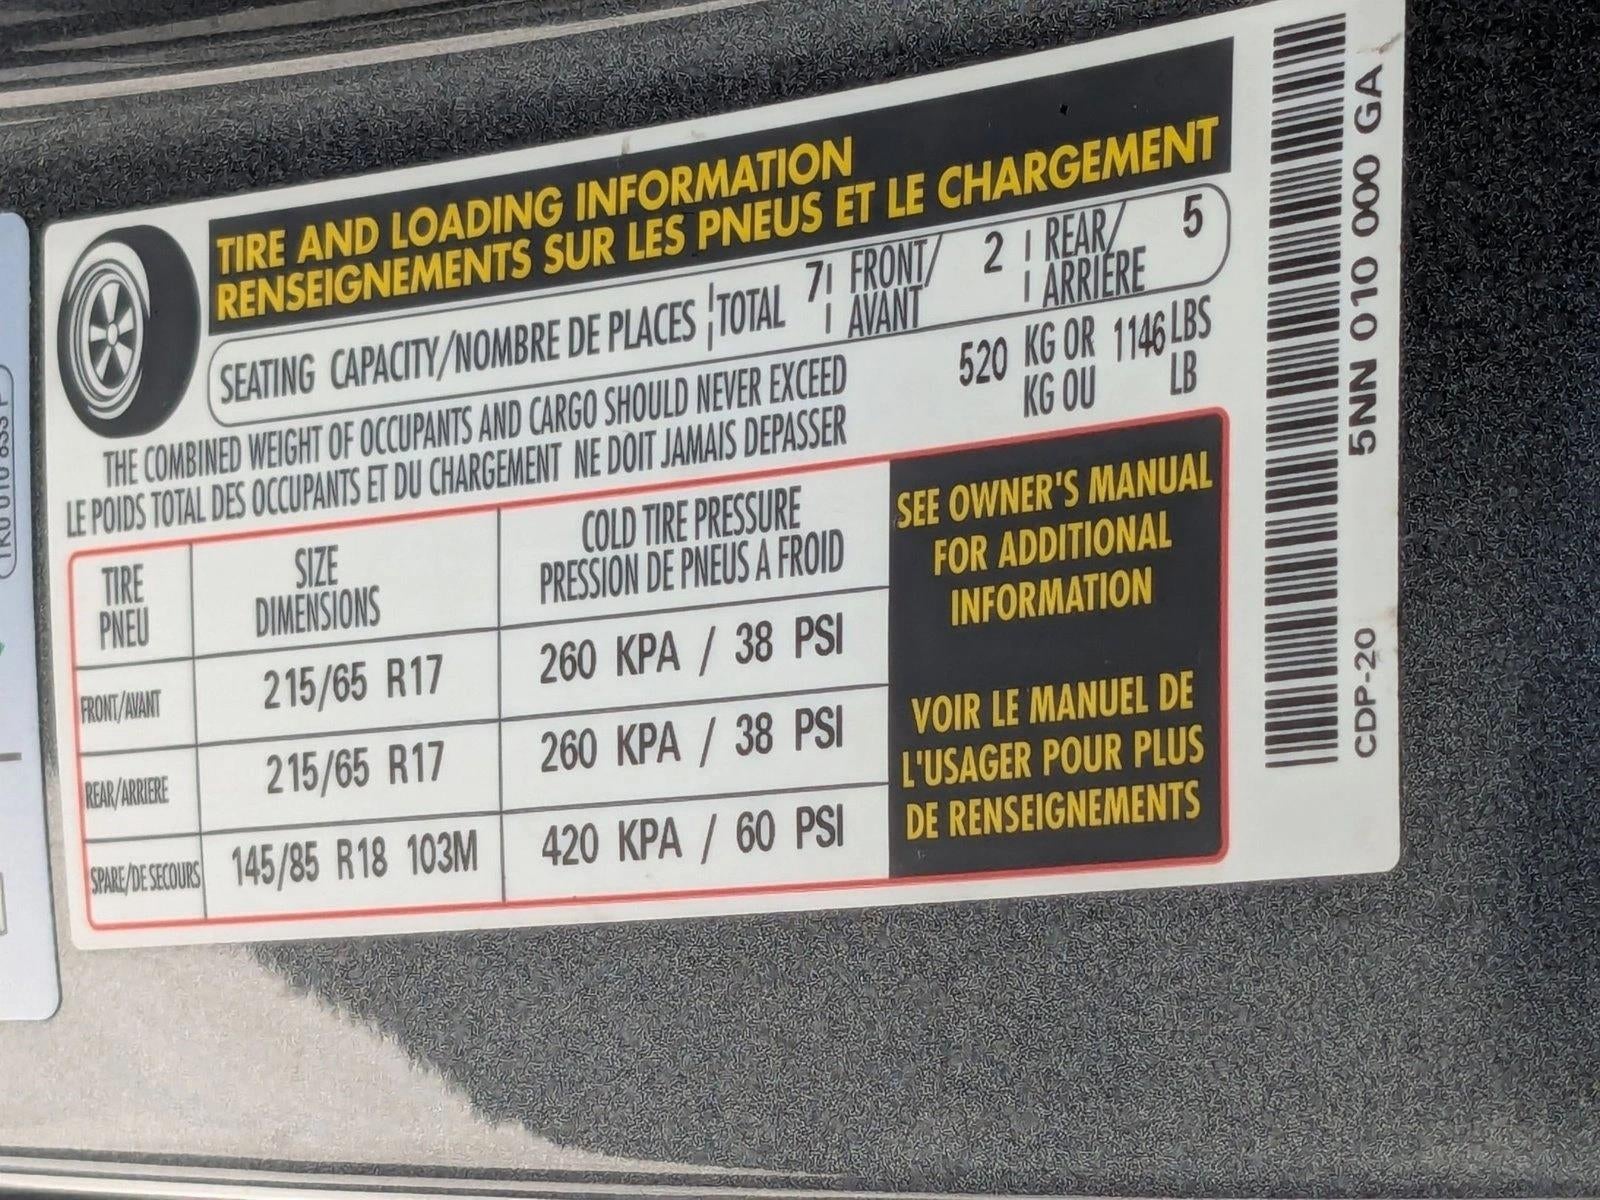 TIRE AND LOADING INFORMATION
RENSEIGNEMENTS SUR LES PNEUS ET LE CHARGEMENT
SEATING CAPACITY/NOMBRE DE PLACES TOTAL 7 FRONT/AVANT 2 REAR/ARRIÈRE 5
THE COMBINED WEIGHT OF OCCUPANTS AND CARGO SHOULD NEVER EXCEED 520 KG OR 1146 LBS
LE POIDS TOTAL DES OCCUPANTS ET DU CHARGEMENT NE DOIT JAMAIS DEPASSER KG OU LB
TIRE
PNEU
SIZE
DIMENSIONS
COLD TIRE PRESSURE
PRESSION DE PNEUS A FROID
FRONT/AVANT 215/65 R17 260 KPA / 38 PSI
REAR/ARRIERE 215/65 R17 260 KPA / 38 PSI
SPARE/DE SECOURS 145/85 R18 103M 420 KPA / 60 PSI
SEE OWNER'S MANUAL
FOR ADDITIONAL
INFORMATION
VOIR LE MANUEL DE
L'USAGER POUR PLUS
DE RENSEIGNEMENTS
5NN 010 000 GA
CDP-20